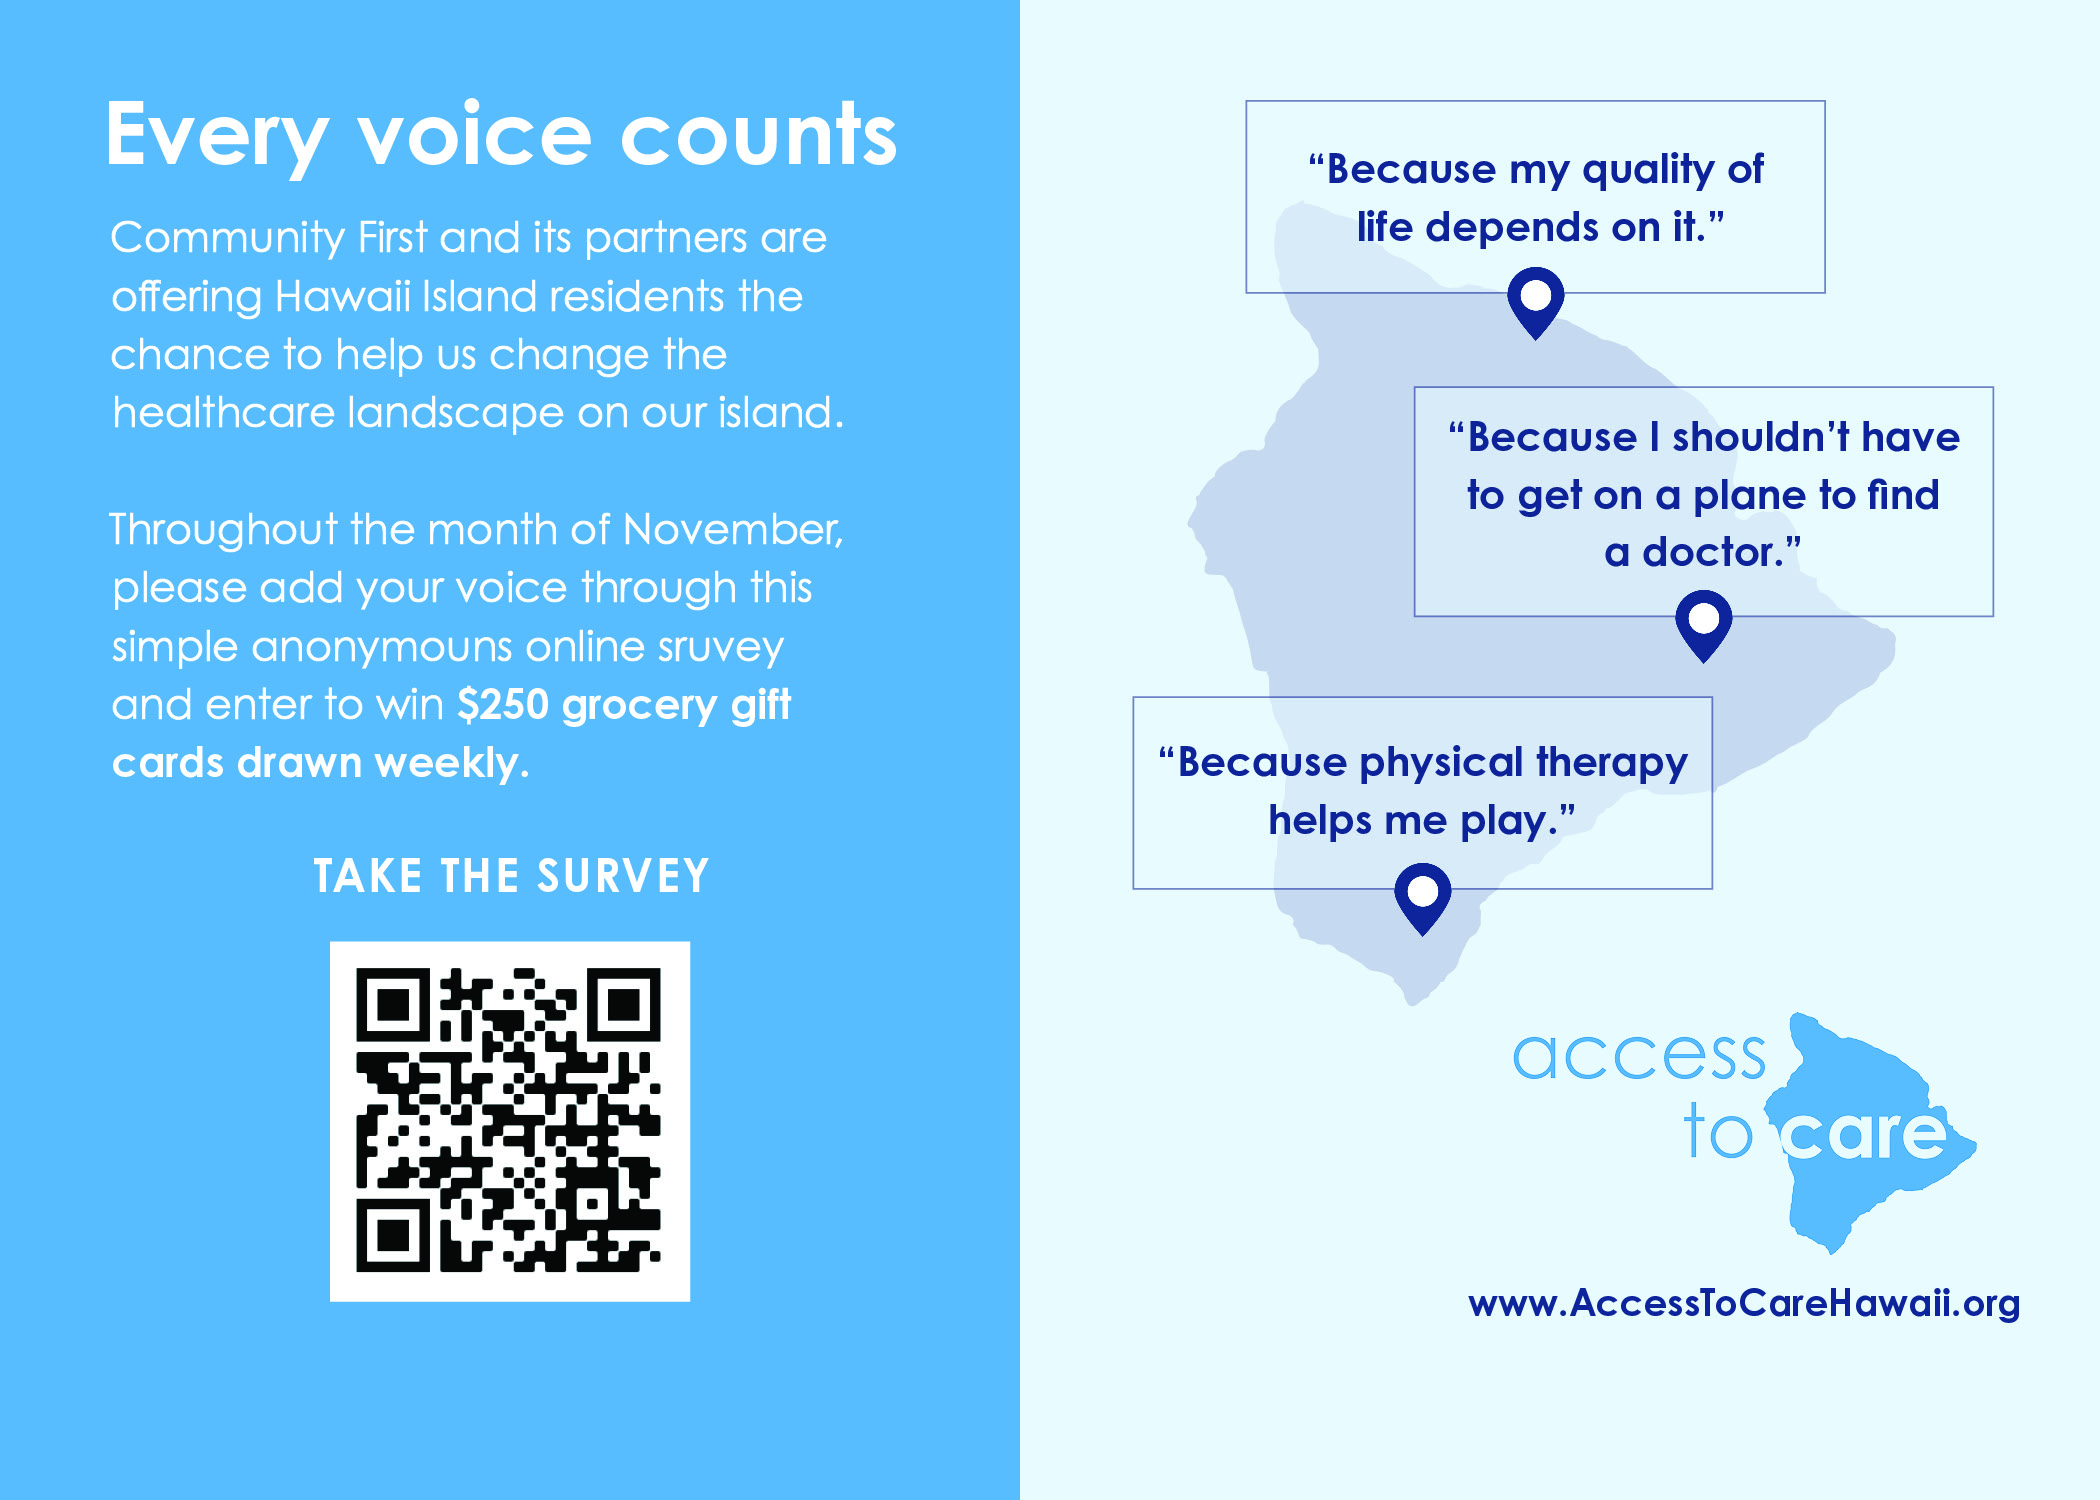 Every voice counts
Community First and its partners are
offering Hawaii Island residents the
chance to help us change the
healthcare landscape on our island.
Throughout the month of November,
please add your voice through this
simple anonymouns online sruvey
and enter to win $250 grocery gift
cards drawn weekly.
TAKE THE SURVEY
“Because my quality of
life depends on it.”
“Because I shouldn’t have
to get on a plane to find
a doctor.”
“Because physical therapy
helps me play.”
access
to care
www.AccessToCareHawaii.org